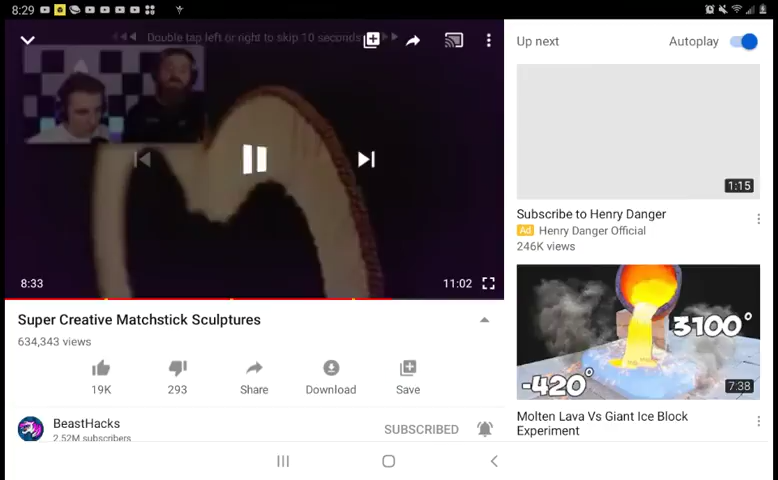 8:29
Double tap left or right to skip 10 seconds
8:33
11:02
Super Creative Matchstick Sculptures
634,343 views
19K
293
Share
Download
Save
BeastHacks
2.52M subscribers
SUBSCRIBED
Up next
Autoplay
1:15
Subscribe to Henry Danger
Ad Henry Danger Official
246K views
3100°
-420°
7:38
Molten Lava Vs Giant Ice Block
Experiment